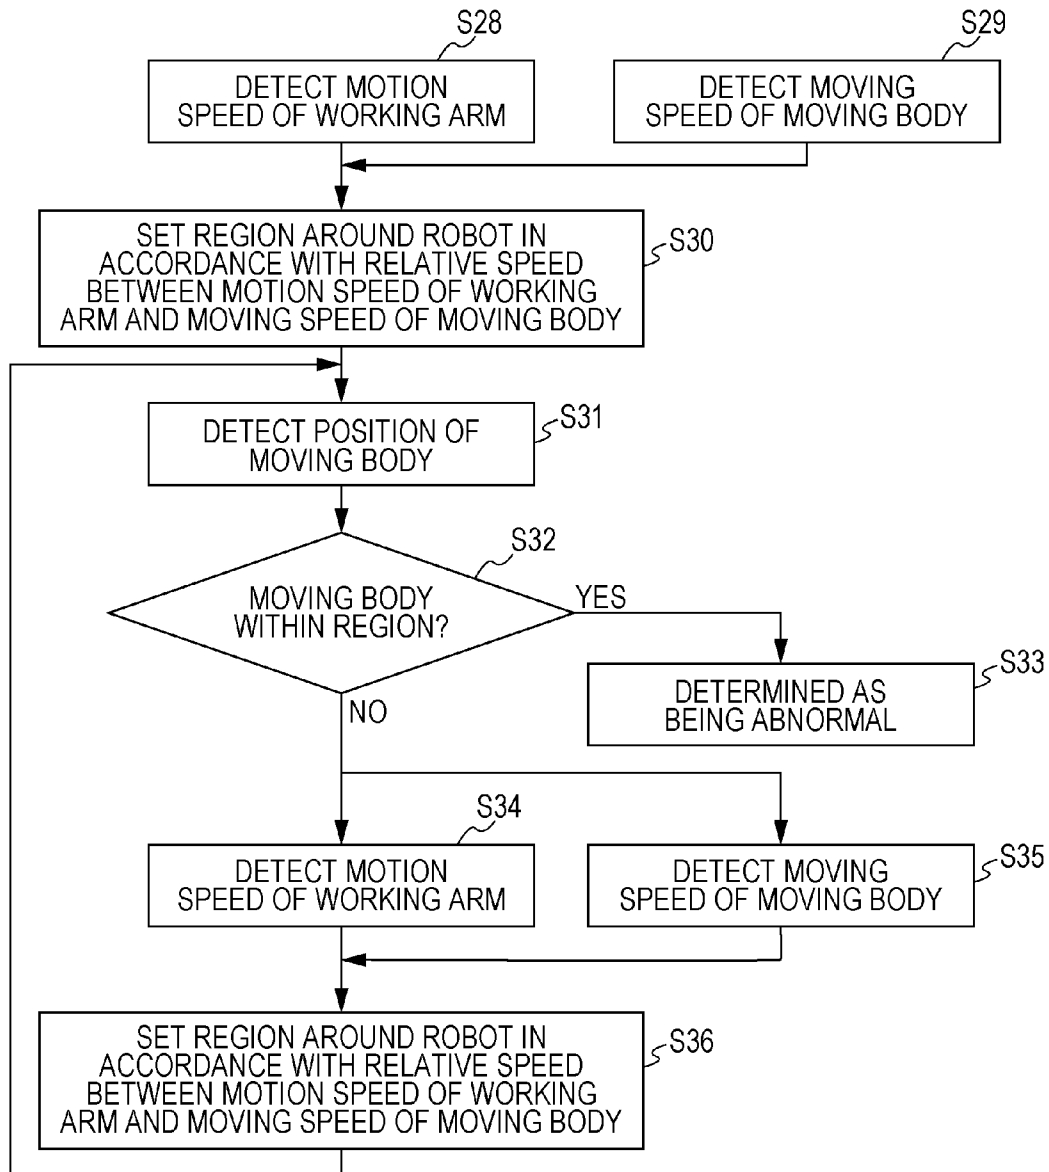 S28
S29
DETECT MOTION
SPEED OF WORKING ARM
DETECT MOVING
SPEED OF MOVING BODY
S30
SET REGION AROUND ROBOT IN
ACCORDANCE WITH RELATIVE SPEED
BETWEEN MOTION SPEED OF WORKING
ARM AND MOVING SPEED OF MOVING BODY
S31
DETECT POSITION OF
MOVING BODY
S32
MOVING BODY
WITHIN REGION?
YES
S33
DETERMINED AS
BEING ABNORMAL
NO
S34
DETECT MOTION
SPEED OF WORKING ARM
S35
DETECT MOVING
SPEED OF MOVING BODY
S36
SET REGION AROUND ROBOT IN
ACCORDANCE WITH RELATIVE SPEED
BETWEEN MOTION SPEED OF WORKING
ARM AND MOVING SPEED OF MOVING BODY